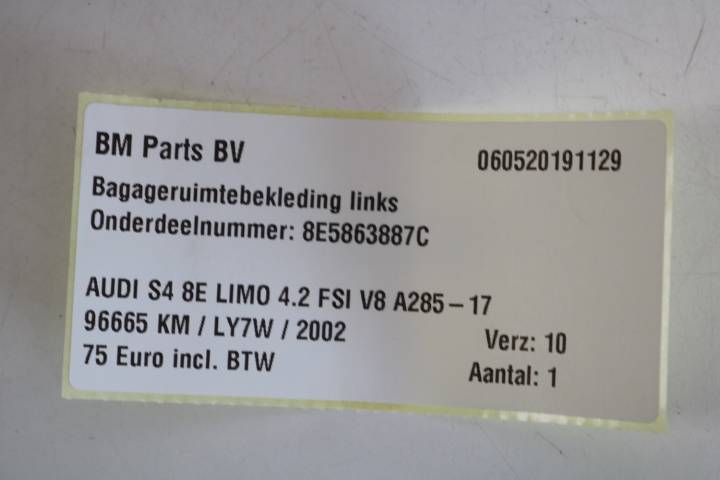 BM Parts BV 060520191129
Bagageruimtebekleding links
Onderdeelnummer: 8E5863887C
AUDI S4 8E LIMO 4.2 FSI V8 A285-17
96665 KM / LY7W / 2002 Verz: 10
75 Euro incl. BTW Aantal: 1